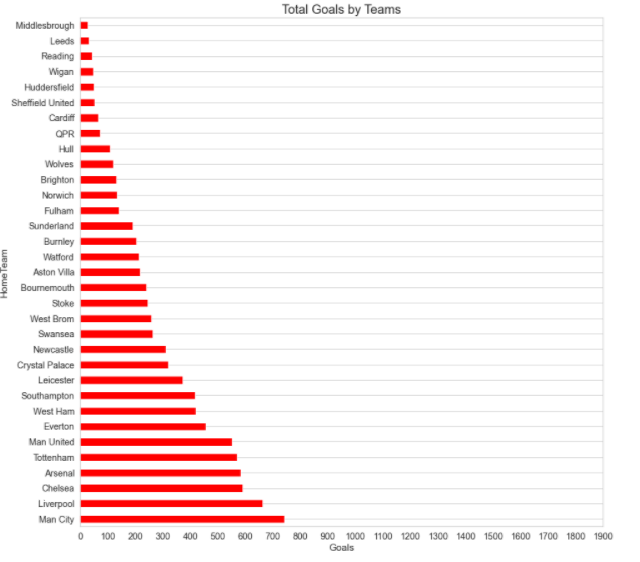 Total Goals by Teams
Middlesbrough
Leeds
Reading
Wigan
Huddersfield
Sheffield United
Cardiff
QPR
Hull
Wolves
Brighton
Norwich
Fulham
Sunderland
Burnley
Watford
Aston Villa
Bournemouth
Stoke
West Brom
Swansea
Newcastle
Crystal Palace
Leicester
Southampton
West Ham
Everton
Man United
Tottenham
Arsenal
Chelsea
Liverpool
Man City
HomeTeam
0 100 200 300 400 500 600 700 800 900 1000 1100 1200 1300 1400 1500 1600 1700 1800 1900
Goals